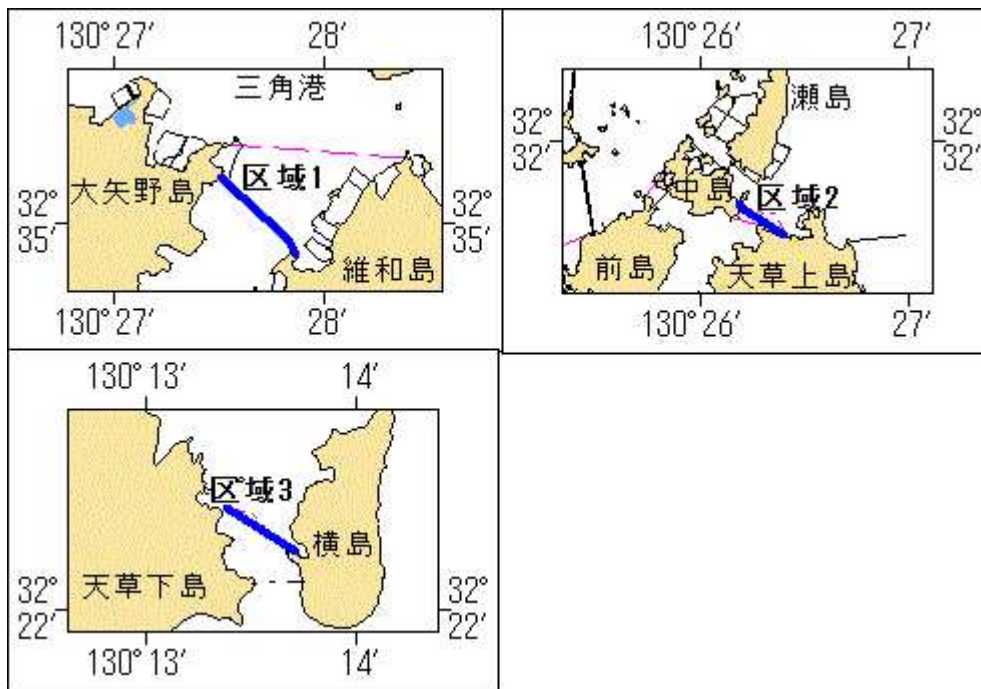 130° 27′ 28′
三角港
区域1
大矢野島
32° 35′
32° 35′
維和島
130° 27′ 28′
130° 26′ 27′
瀬島
32° 32′
32° 32′
中島
区域2
前島
天草上島
130° 26′ 27′
130° 13′ 14′
区域3
横島
天草下島
32° 22′
32° 22′
130° 13′ 14′